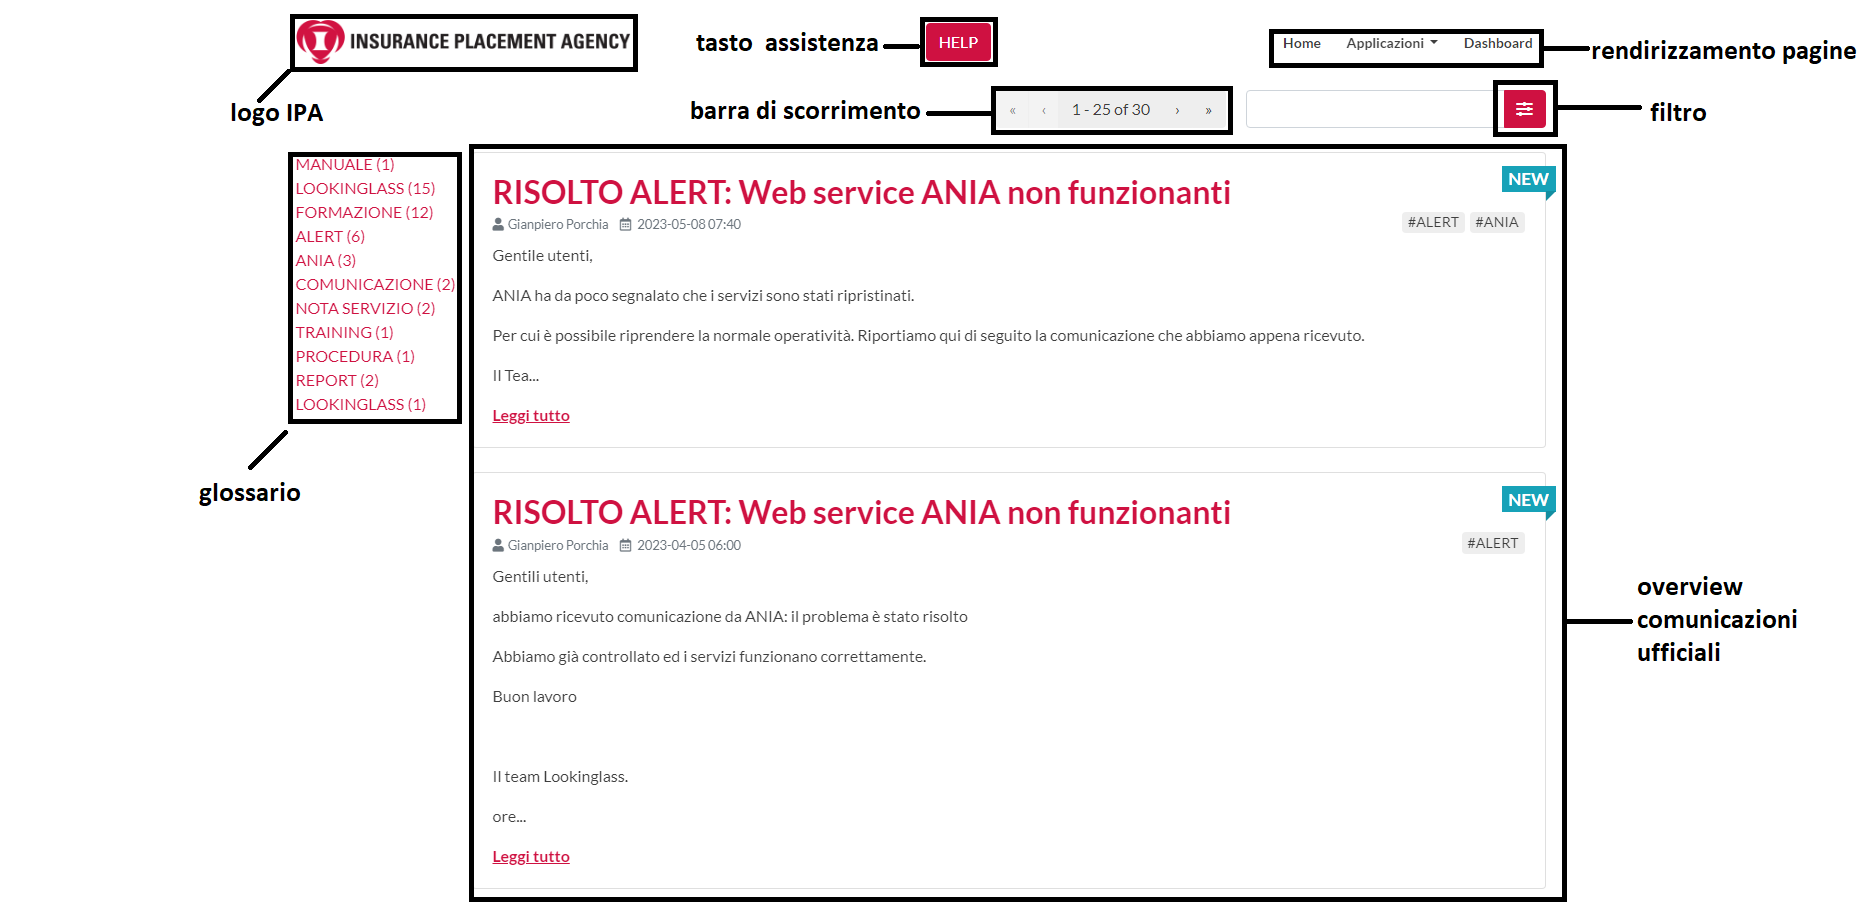 INSURANCE PLACEMENT AGENCY
logo IPA
tasto assistenza
HELP
Home Applicazioni Dashboard
rendirizzamento pagine
barra di scorrimento
« ‹ 1 - 25 of 30 › »
filtro
MANUALE (1)
LOOKINGLASS (15)
FORMAZIONE (12)
ALERT (6)
ANIA (3)
COMUNICAZIONE (2)
NOTA SERVIZIO (2)
TRAINING (1)
PROCEDURA (1)
REPORT (2)
LOOKINGLASS (1)
glossario
NEW
RISOLTO ALERT: Web service ANIA non funzionanti
Gianpiero Porchia 2023-05-08 07:40
#ALERT #ANIA
Gentile utenti,
ANIA ha da poco segnalato che i servizi sono stati ripristinati.
Per cui è possibile riprendere la normale operatività. Riportiamo qui di seguito la comunicazione che abbiamo appena ricevuto.
Il Tea...
Leggi tutto
NEW
RISOLTO ALERT: Web service ANIA non funzionanti
Gianpiero Porchia 2023-04-05 06:00
#ALERT
Gentili utenti,
abbiamo ricevuto comunicazione da ANIA: il problema è stato risolto
Abbiamo già controllato ed i servizi funzionano correttamente.
Buon lavoro
Il team Lookinglass.
ore...
Leggi tutto
overview
comunicazioni
ufficiali